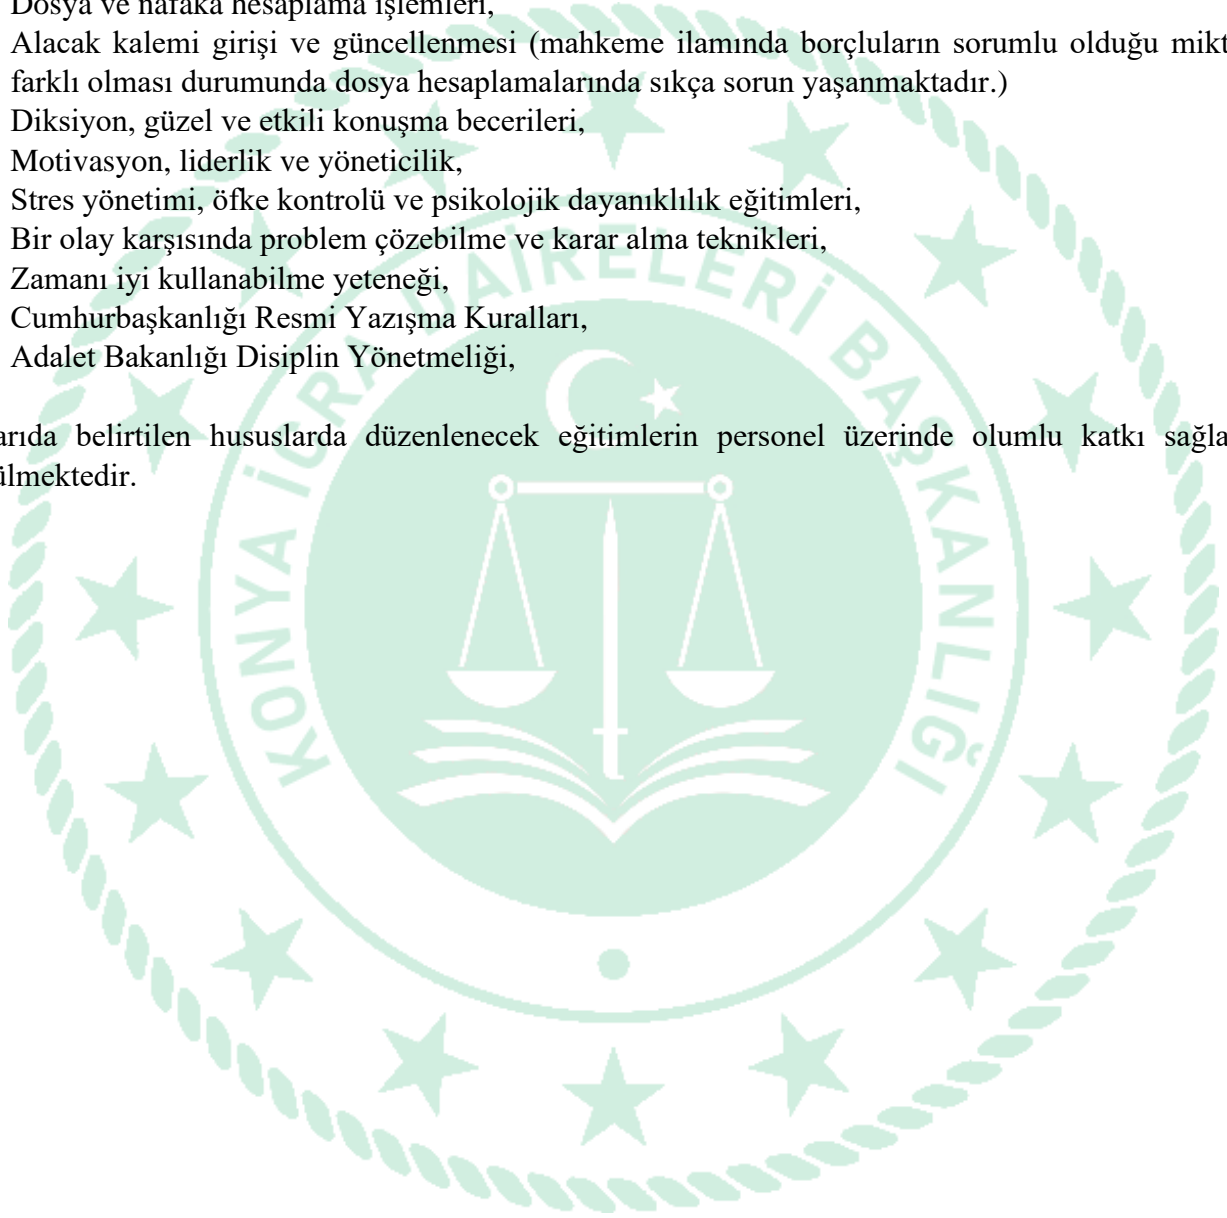 Dosya ve nafaka hesaplama işlemleri,
Alacak kalemi girişi ve güncellenmesi (mahkeme ilamında borçluların sorumlu olduğu mikt
farklı olması durumunda dosya hesaplamalarında sıkça sorun yaşanmaktadır.)
Diksiyon, güzel ve etkili konuşma becerileri,
Motivasyon, liderlik ve yöneticilik,
Stres yönetimi, öfke kontrolü ve psikolojik dayanıklılık eğitimleri,
Bir olay karşısında problem çözebilme ve karar alma teknikleri,
Zamanı iyi kullanabilme yeteneği,
Cumhurbaşkanlığı Resmi Yazışma Kuralları,
Adalet Bakanlığı Disiplin Yönetmeliği,
arıda belirtilen hususlarda düzenlenecek eğitimlerin personel üzerinde olumlu katkı sağla
ülmektedir.
KONYA İCRA DAİRELERİ BAŞKANLIĞI